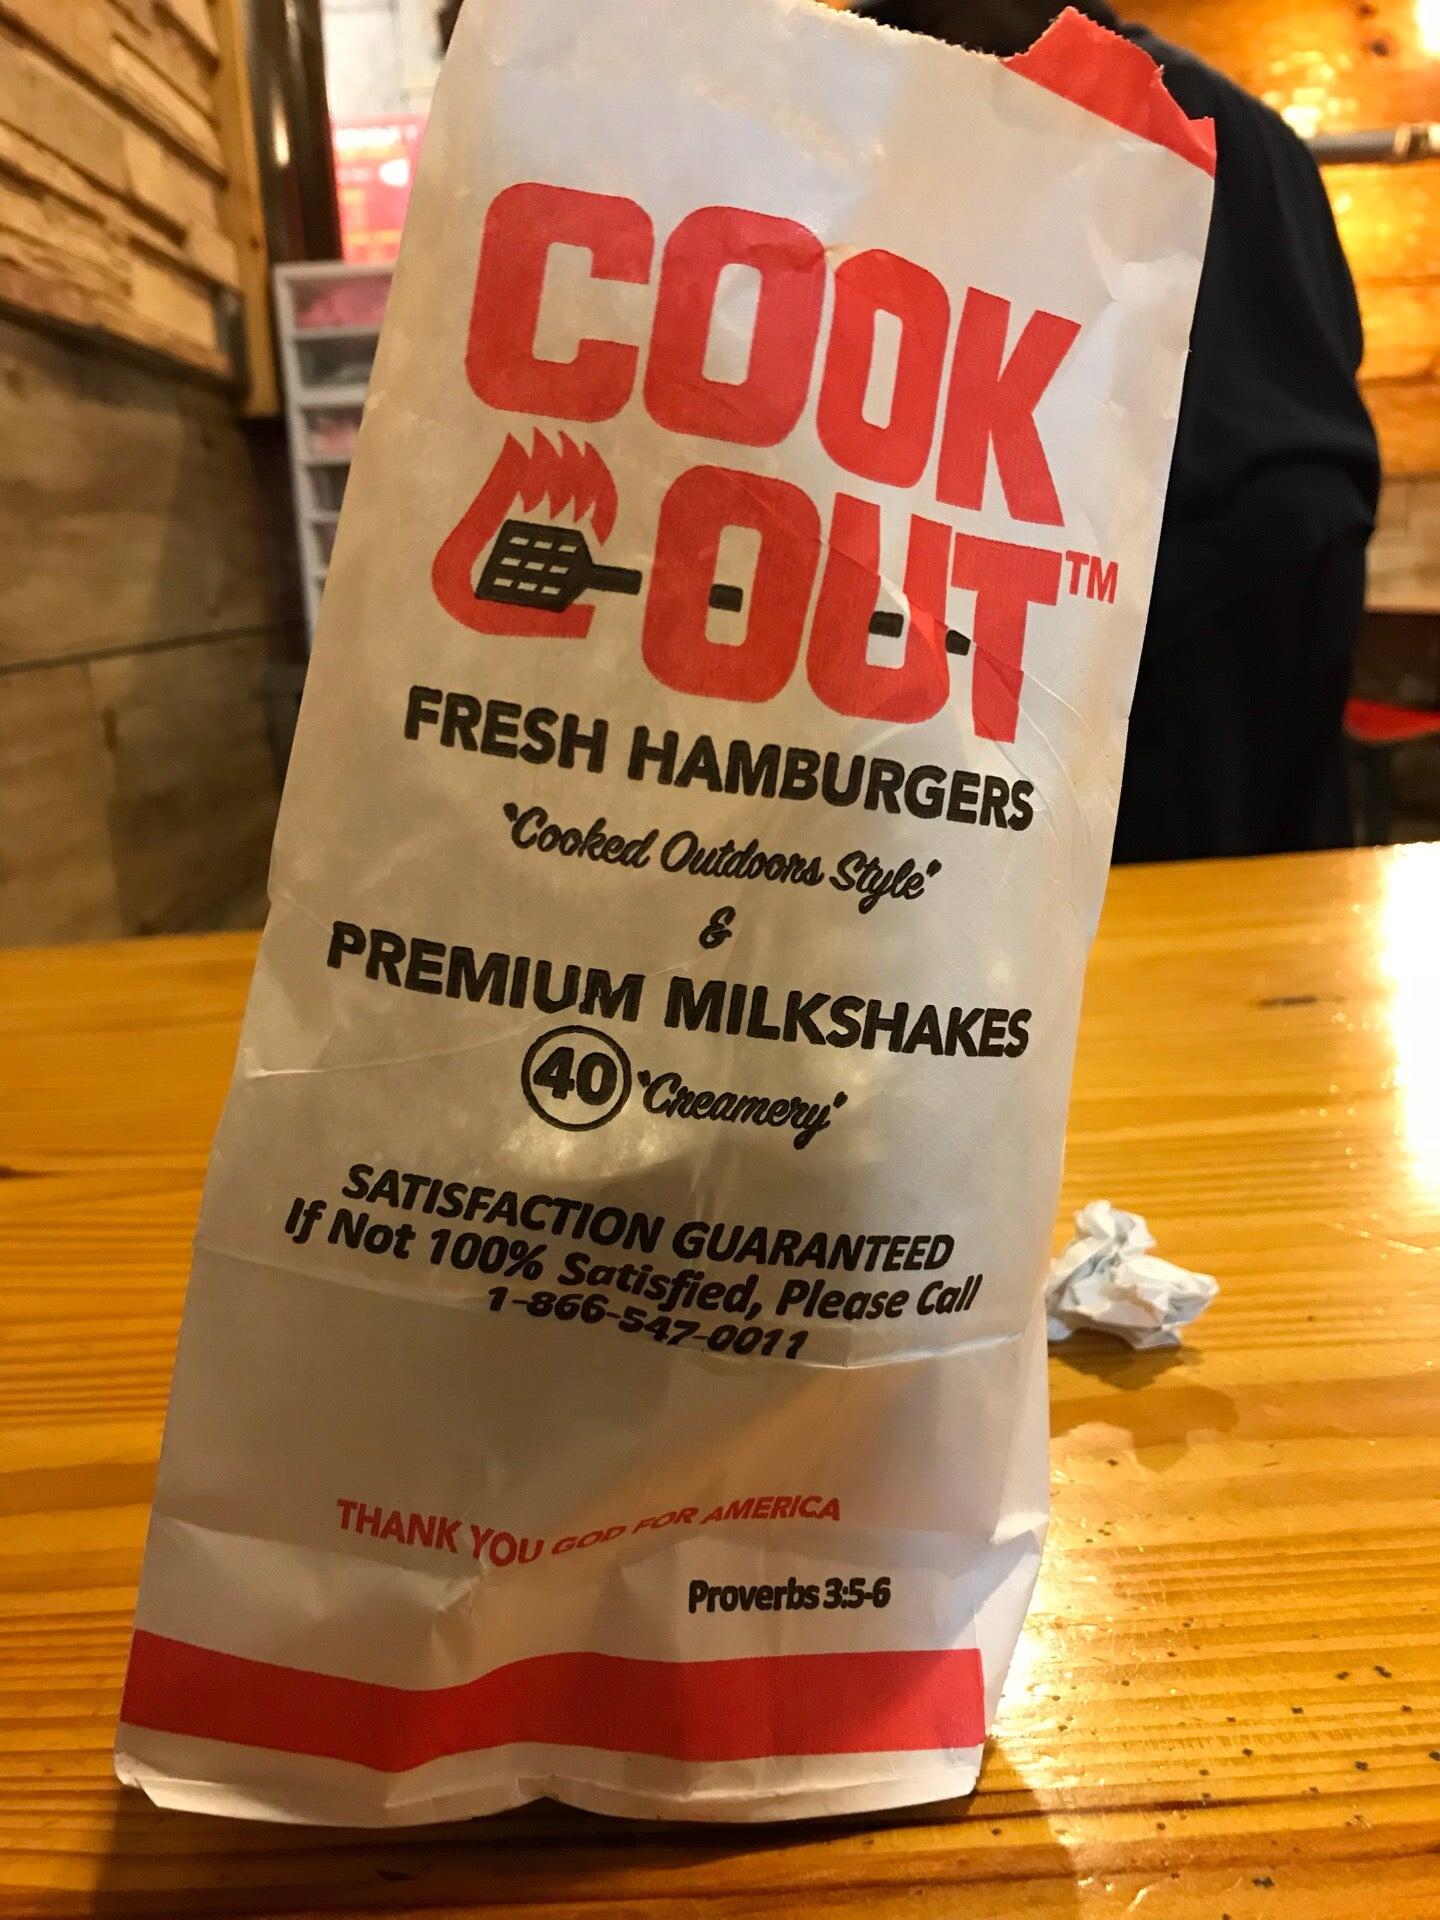 COOK
OUT™
FRESH HAMBURGERS
"Cooked Outdoors Style"
&
PREMIUM MILKSHAKES
40 "Creamery"
SATISFACTION GUARANTEED
If Not 100% Satisfied, Please Call
1-866-547-0011
THANK YOU GOD FOR AMERICA
Proverbs 3:5-6